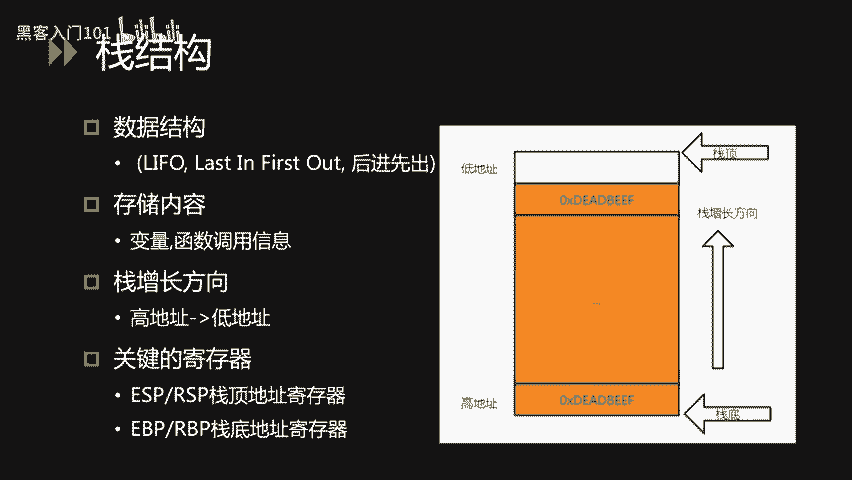 黑客入门101
栈结构
数据结构
(LIFO, Last In First Out, 后进先出)
存储内容
变量,函数调用信息
栈增长方向
高地址->低地址
关键的寄存器
ESP/RSP栈顶地址寄存器
EBP/RBP栈底地址寄存器
栈顶
低地址
0xDEADBEEF
栈增长方向
...
高地址
0xDEADBEEF
栈底